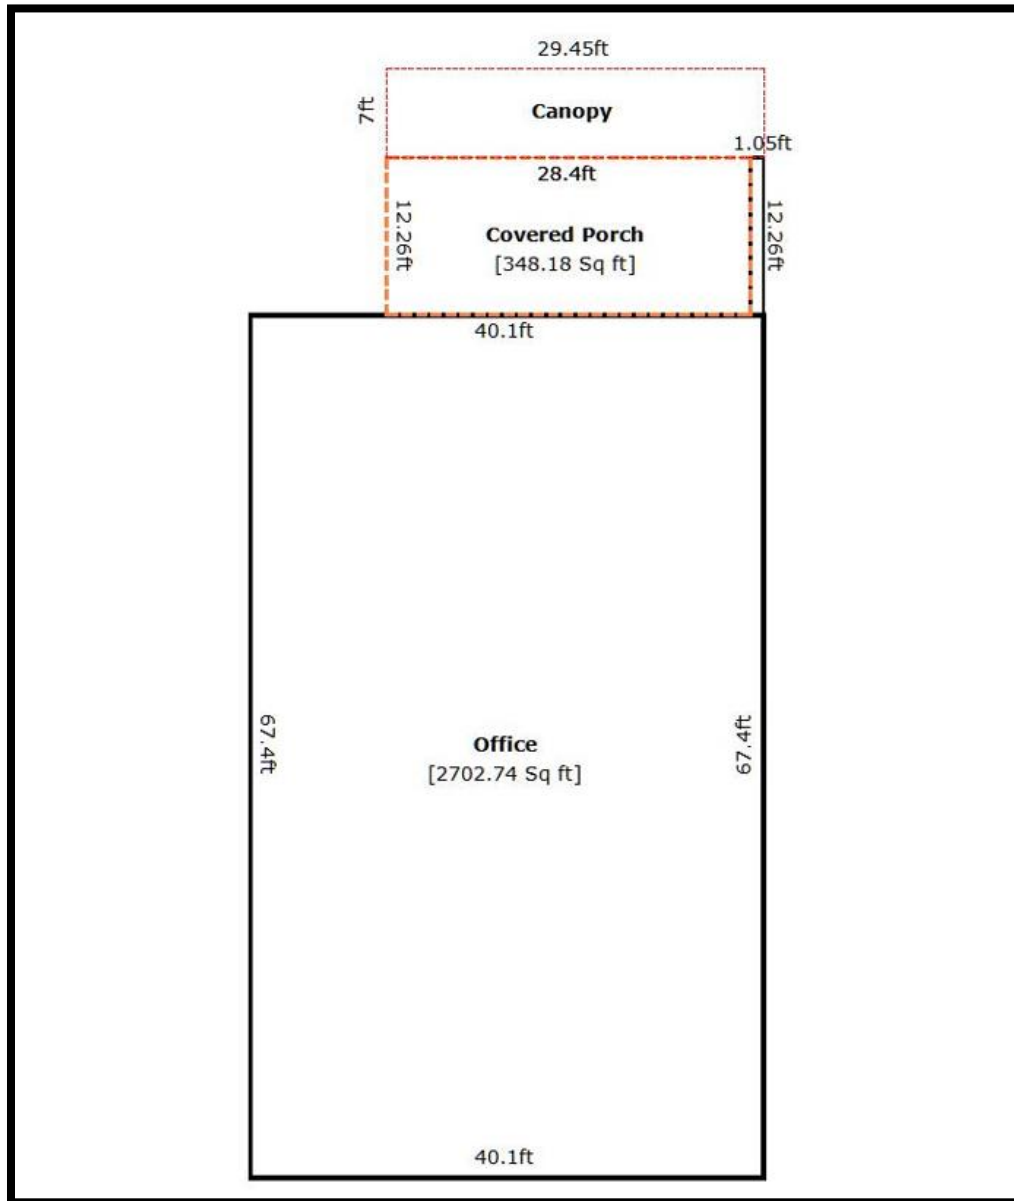 29.45ft
7ft
Canopy
1.05ft
28.4ft
12.26ft
12.26ft
Covered Porch
[348.18 Sq ft]
40.1ft
67.4ft
67.4ft
Office
[2702.74 Sq ft]
40.1ft